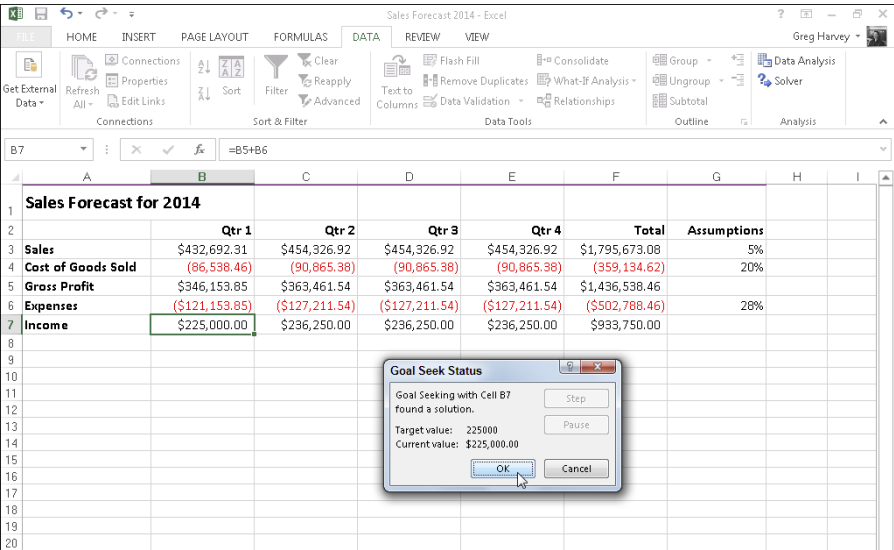 Sales Forecast 2014 - Excel
FILE HOME INSERT PAGE LAYOUT FORMULAS DATA REVIEW VIEW Greg Harvey
Get External Data
Refresh All
Connections
Properties
Edit Links
Connections
A Z
Z A
Z A A Z
Sort
Filter
Clear
Reapply
Advanced
Sort & Filter
Text to Columns
Flash Fill
Remove Duplicates
Data Validation
Consolidate
What-If Analysis
Relationships
Data Tools
Group
Ungroup
Subtotal
Outline
Data Analysis
Solver
Analysis
B7 fx =B5+B6
A B C D E F G H I
1 Sales Forecast for 2014
2 Qtr 1 Qtr 2 Qtr 3 Qtr 4 Total Assumptions
3 Sales $432,692.31 $454,326.92 $454,326.92 $454,326.92 $1,795,673.08 5%
4 Cost of Goods Sold (86,538.46) (90,865.38) (90,865.38) (90,865.38) (359,134.62) 20%
5 Gross Profit $346,153.85 $363,461.54 $363,461.54 $363,461.54 $1,436,538.46
6 Expenses ($121,153.85) ($127,211.54) ($127,211.54) ($127,211.54) ($502,788.46) 28%
7 Income $225,000.00 $236,250.00 $236,250.00 $236,250.00 $933,750.00
8
9
10
11
12
13
14
15
16
17
18
19
20
Goal Seek Status
Goal Seeking with Cell B7
found a solution.
Target value: 225000
Current value: $225,000.00
Step
Pause
OK
Cancel